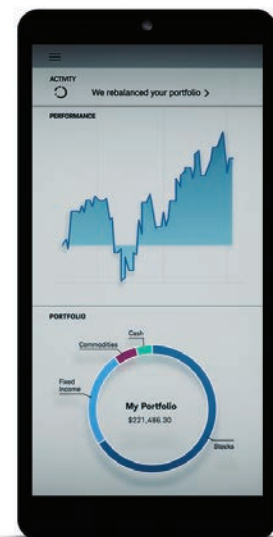 ACTIVITY
We rebalanced your portfolio >
PERFORMANCE
PORTFOLIO
Cash
Commodities
Fixed
Income
My Portfolio
$221,486.30
Stocks